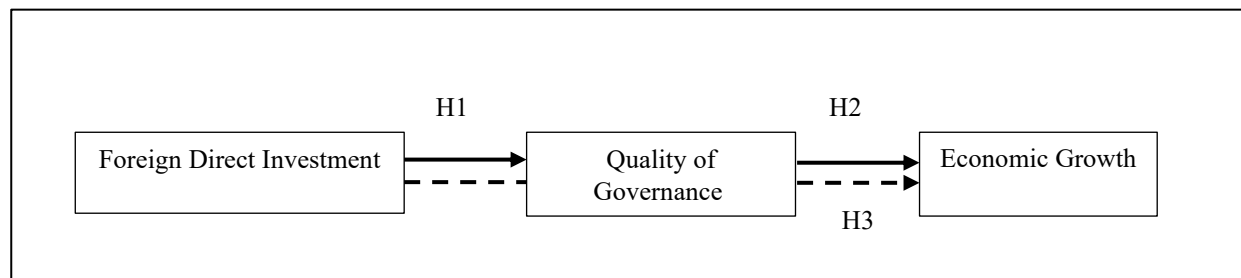 H1
H2
Foreign Direct Investment
Quality of
Governance
Economic Growth
H3